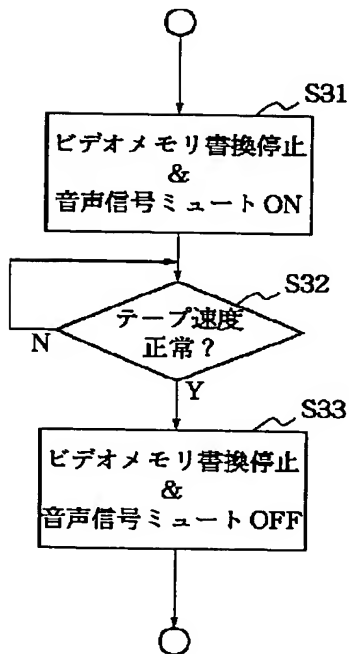 S31
ビデオメモリ書換停止
&
音声信号ミュートON
S32
テープ速度
正常?
N
Y
S33
ビデオメモリ書換停止
&
音声信号ミュートOFF